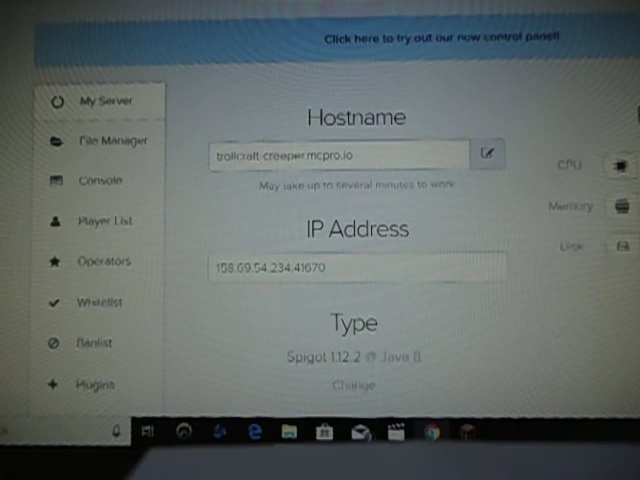 Click here to try out our new control panel!
My Server
File Manager
Console
Player List
Operators
Whitelist
Banlist
Plugins
Hostname
trollcraft-creeper.mcpro.io
May take up to several minutes to work
IP Address
158.69.54.234:41670
Type
Spigot 1.12.2 @ Java 8
Change
CPU
Memory
Disk